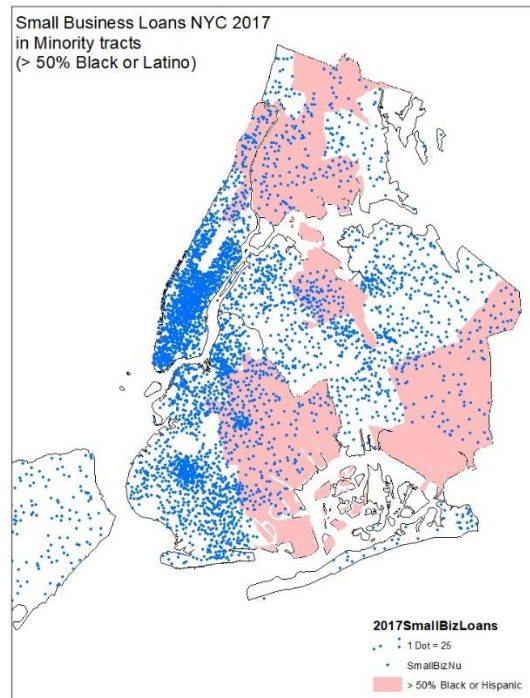 Small Business Loans NYC 2017
in Minority tracts
(> 50% Black or Latino)
2017SmallBizLoans
1 Dot = 25
SmallBizNu
> 50% Black or Hispanic